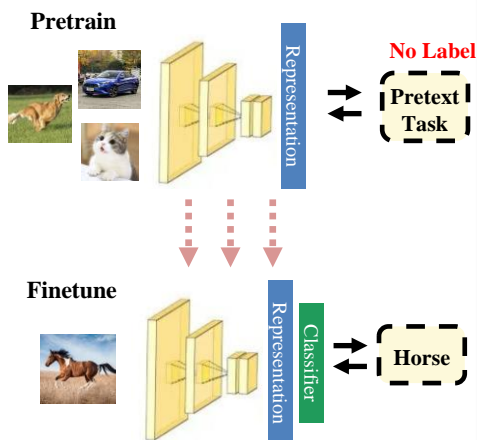 Pretrain
No Label
Representation
Pretext
Task
Finetune
Representation
Classifier
Horse